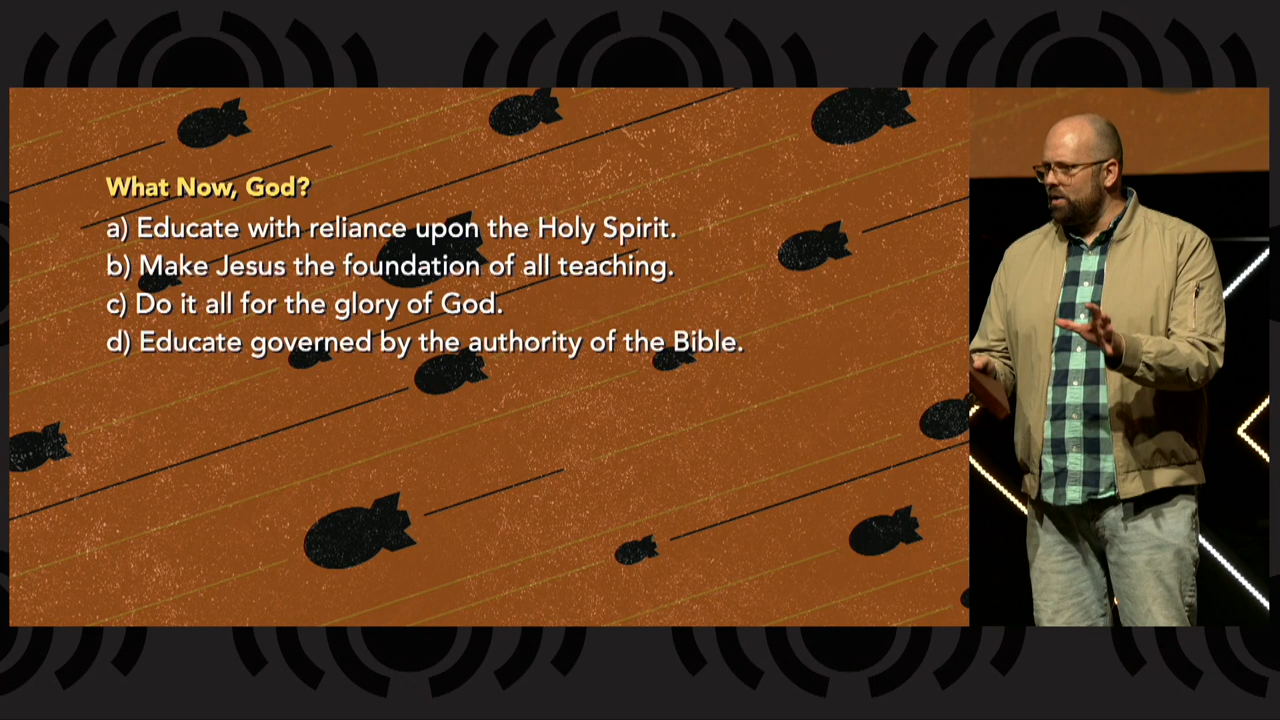 What Now, God?
a) Educate with reliance upon the Holy Spirit.
b) Make Jesus the foundation of all teaching.
c) Do it all for the glory of God.
d) Educate governed by the authority of the Bible.